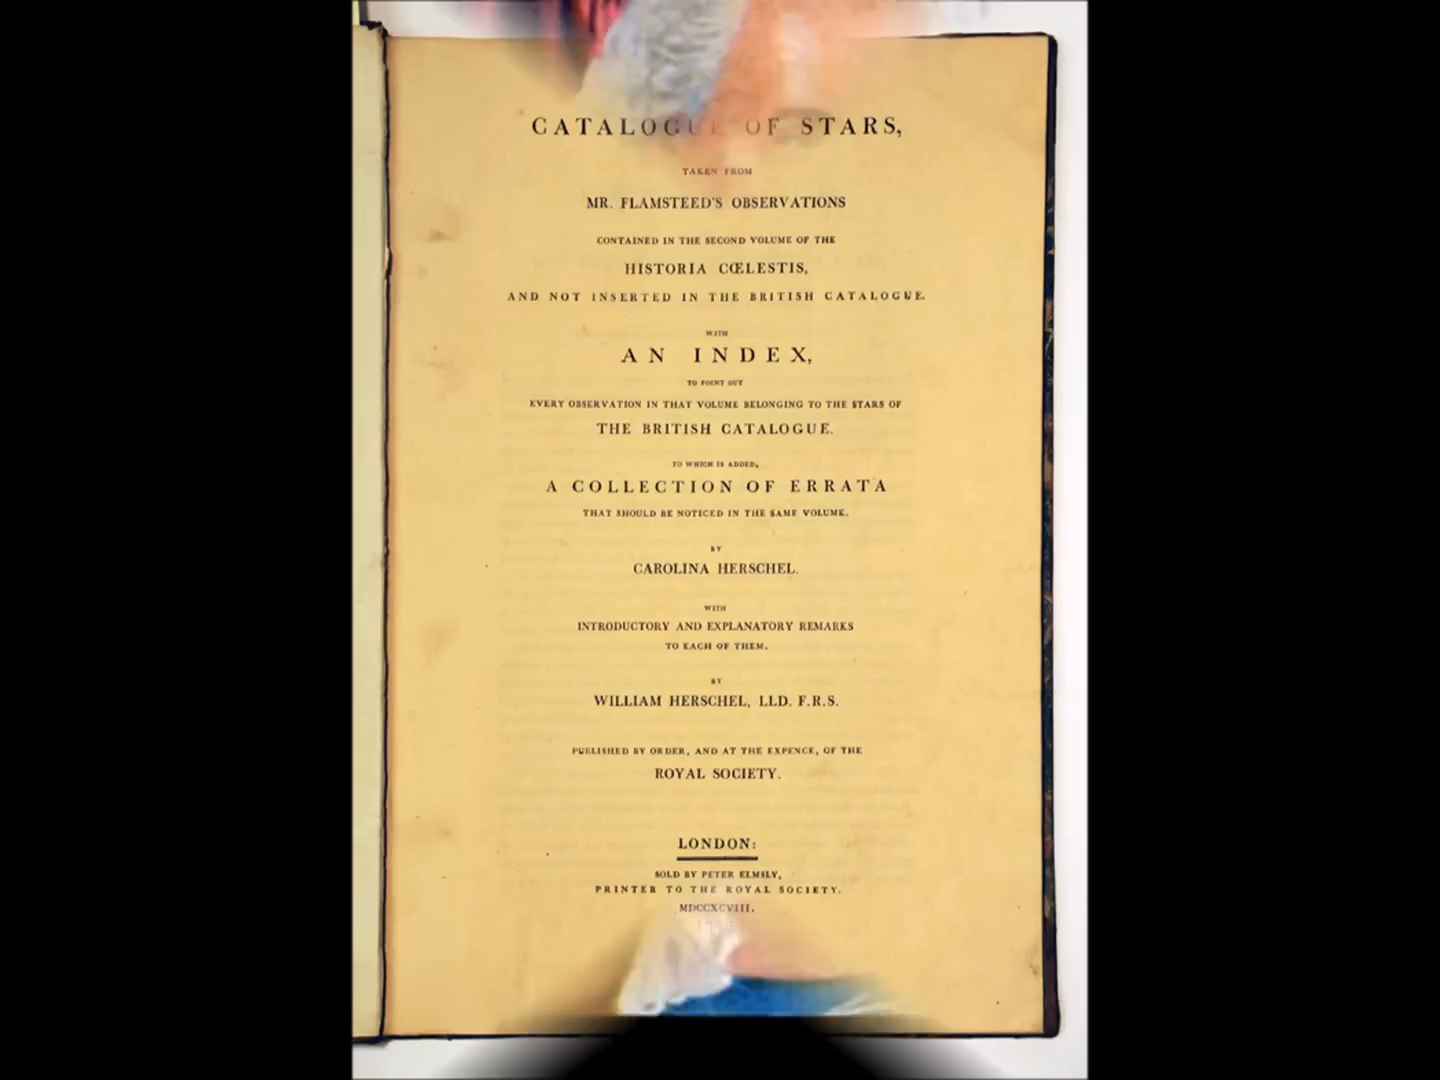 CATALOGUE OF STARS,
TAKEN FROM
MR. FLAMSTEED'S OBSERVATIONS
CONTAINED IN THE SECOND VOLUME OF THE
HISTORIA CŒLESTIS,
AND NOT INSERTED IN THE BRITISH CATALOGUE.
WITH
AN INDEX,
TO POINT OUT
EVERY OBSERVATION IN THAT VOLUME BELONGING TO THE STARS OF
THE BRITISH CATALOGUE.
TO WHICH IS ADDED,
A COLLECTION OF ERRATA
THAT SHOULD BE NOTICED IN THE SAME VOLUME.
BY
CAROLINA HERSCHEL.
WITH
INTRODUCTORY AND EXPLANATORY REMARKS
TO EACH OF THEM.
BY
WILLIAM HERSCHEL, LLD. F.R.S.
PUBLISHED BY ORDER, AND AT THE EXPENCE, OF THE
ROYAL SOCIETY.
LONDON:
SOLD BY PETER ELMSLY,
PRINTER TO THE ROYAL SOCIETY.
MDCCXCVIII.